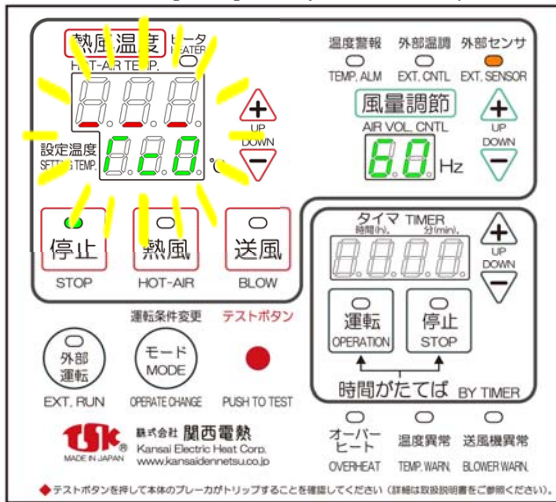 熱風温度 ヒータ
HOT-AIR TEMP. HEATER
温度警報 外部温調 外部センサ
TEMP. ALM EXT. CNTL EXT. SENSOR
風量調節
AIR VOL. CNTL
60 Hz
UP
DOWN
UP
DOWN
設定温度
SETTING TEMP. ℃
停止 熱風 送風
STOP HOT-AIR BLOW
タイマ TIMER
時間(h). 分(min).
UP
DOWN
運転 停止
OPERATION STOP
時間がたてば BY TIMER
運転条件変更 テストボタン
外部
運転
モード
MODE
EXT. RUN OPERATE CHANGE PUSH TO TEST
オーバー
ヒート 温度異常 送風機異常
OVERHEAT TEMP. WARN. BLOWER WARN.
TSK
MADE IN JAPAN
株式会社 関西電熱
Kansai Electric Heat Corp.
www.kansaidennetsu.co.jp
◆テストボタンを押して本体のブレーカがトリップすることを確認してください（詳細は取扱説明書をご参照ください）。